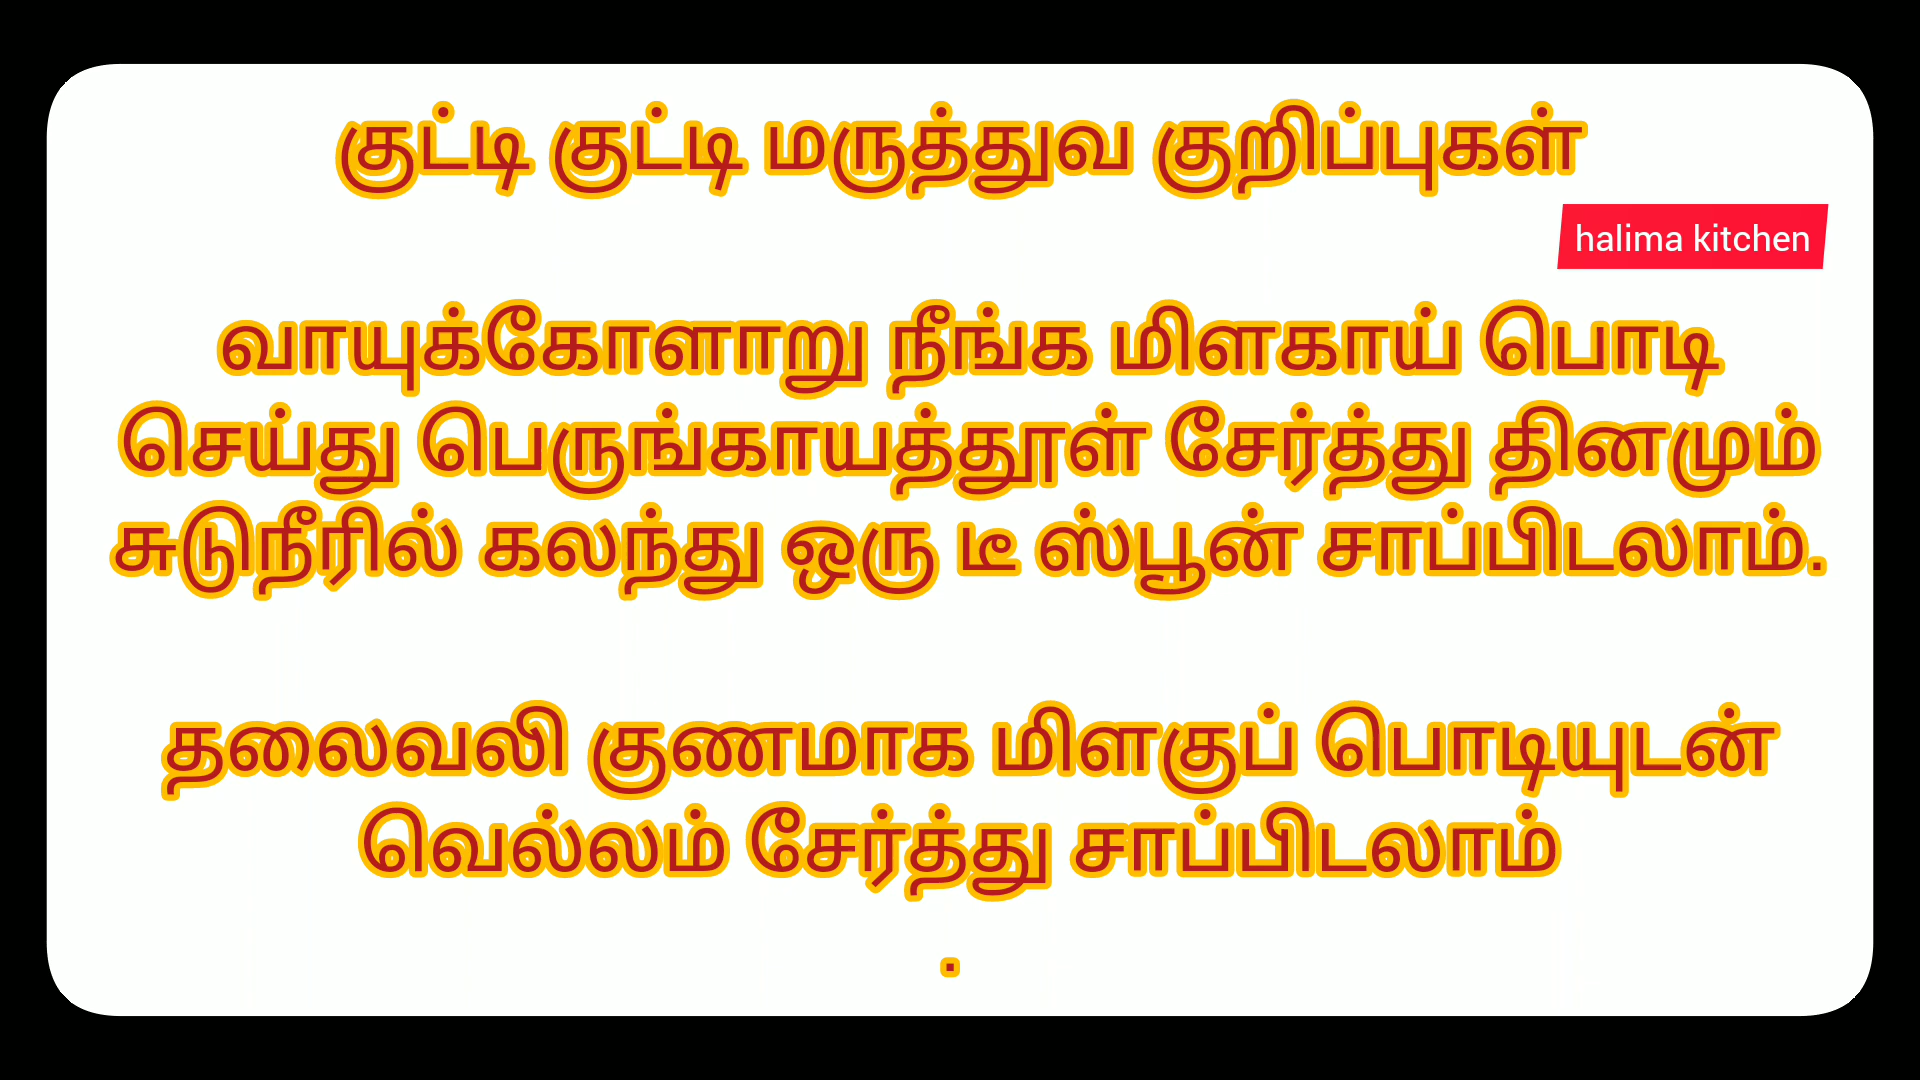 குட்டி குட்டி மருத்துவ குறிப்புகள்
halima kitchen
வாயுக்கோளாறு நீங்க மிளகாய் பொடி
செய்து பெருங்காயத்தூள் சேர்த்து தினமும்
சுடுநீரில் கலந்து ஒரு டீ ஸ்பூன் சாப்பிடலாம்.
தலைவலி குணமாக மிளகுப் பொடியுடன்
வெல்லம் சேர்த்து சாப்பிடலாம்
.